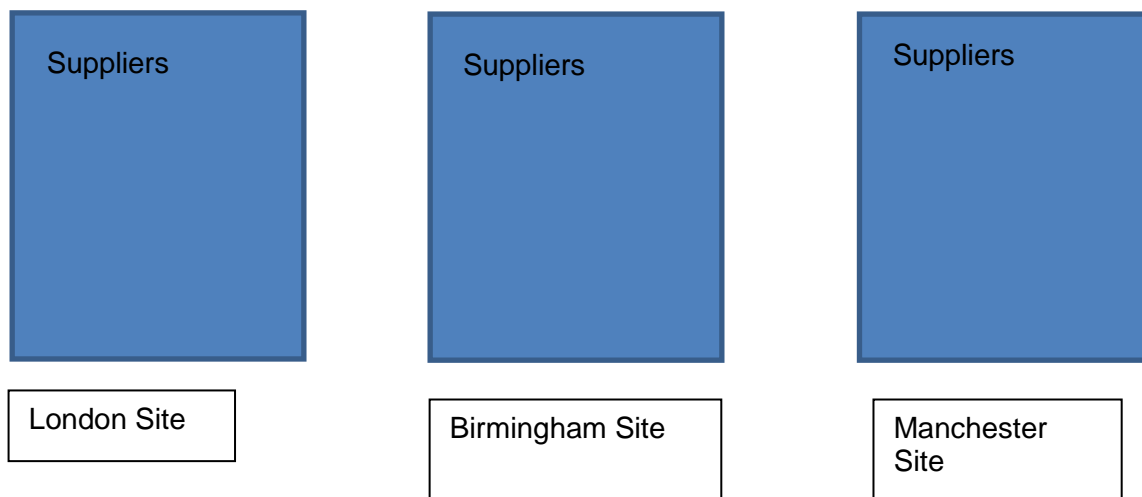 Suppliers
Suppliers
Suppliers
London Site
Birmingham Site
Manchester
Site